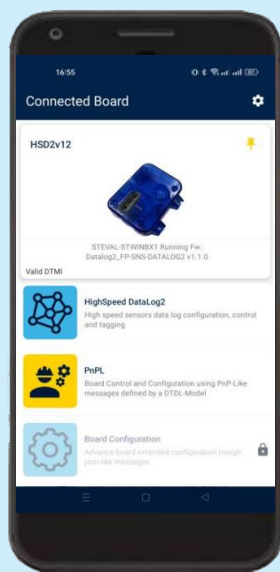 16:55
Connected Board
HSD2v12
STEVAL-STWINBX1 Running Fw:
Datalog2_FP-SNS-DATALOG2 v1.1.0
Valid DTMI
HighSpeed DataLog2
High speed sensors data log configuration, control
and tagging
PnPL
Board Control and Configuration using PnP-Like
messages defined by a DTDL-Model
Board Configuration
Advance board extended configuration trough
json-like messages